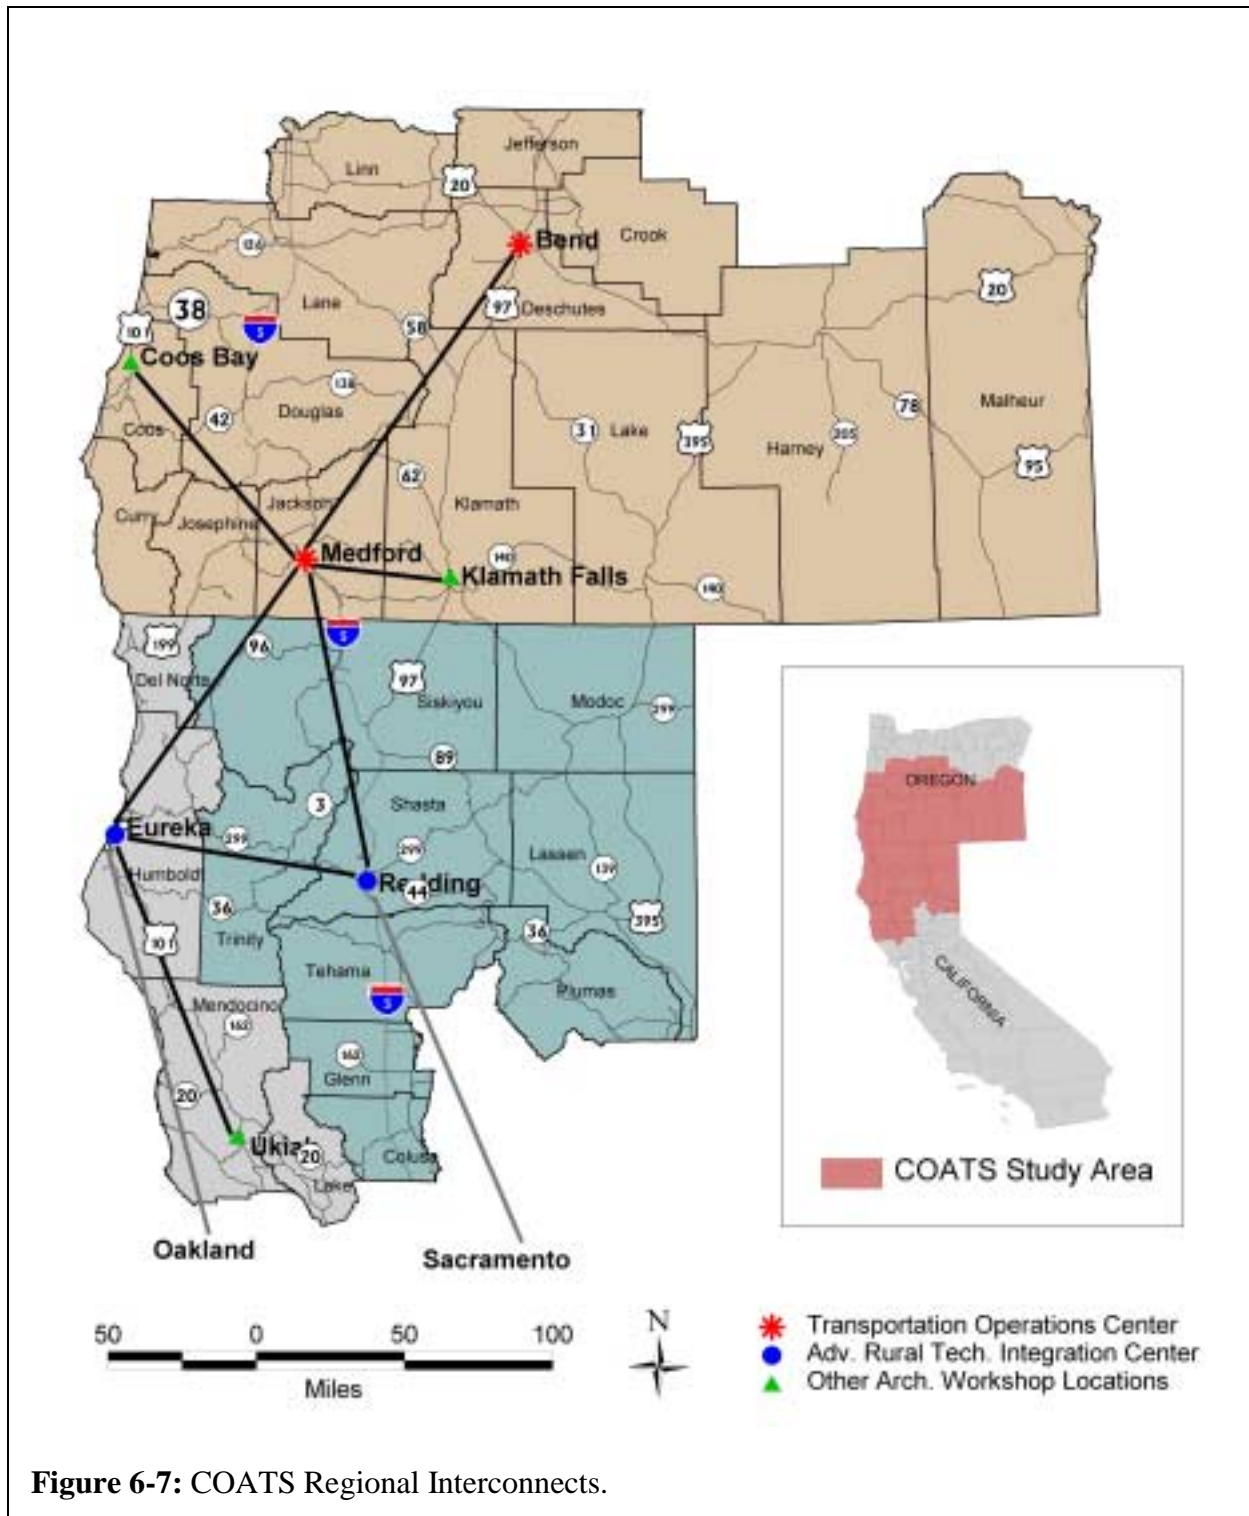 Jefferson
Linn
20
Bend
Crook
126
20
38
Lane
97
Deschutes
101
5
58
Coos Bay
138
Malheur
42
Douglas
78
Coos
31
Lake
395
205
Harney
95
62
Jackson
Klamath
Curry
Josephine
Medford
140
Klamath Falls
140
199
96
5
97
Del Norte
Siskiyou
Modoc
299
89
OREGON
3
Shasta
Eureka
299
299
Lassen
139
Humboldt
Redding
44
36
395
36
101
Trinity
Tehama
5
Plumas
CALIFORNIA
Mendocino
162
162
Glenn
20
Ukiah
20
Colusa
COATS Study Area
Lake
Oakland
Sacramento
50 0 50 100
Miles
N
Transportation Operations Center
Adv. Rural Tech. Integration Center
Other Arch. Workshop Locations
Figure 6-7: COATS Regional Interconnects.